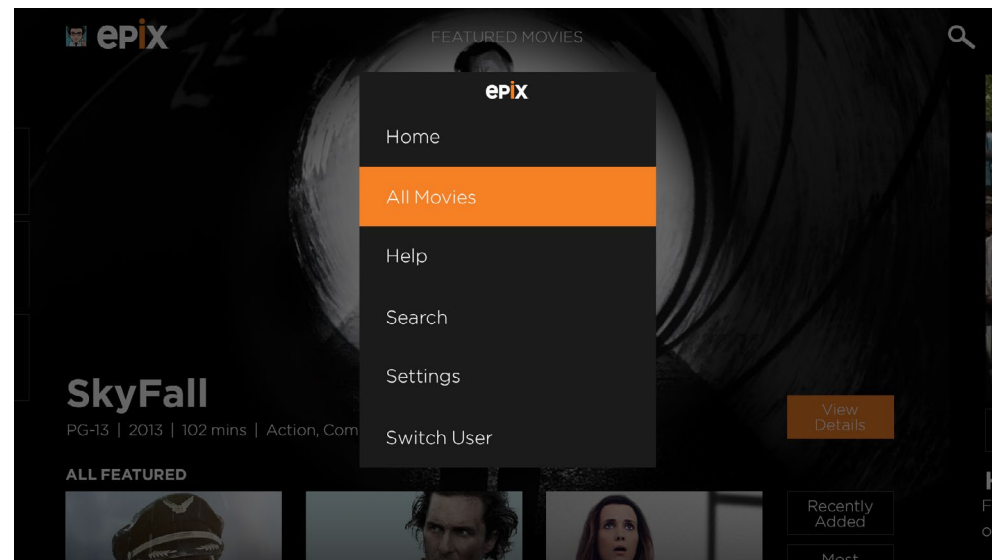 epix
FEATURED MOVIES
epix
Home
All Movies
Help
Search
Settings
Switch User
SkyFall
PG-13 | 2013 | 102 mins | Action, Com
View
Details
ALL FEATURED
Recently
Added
Most